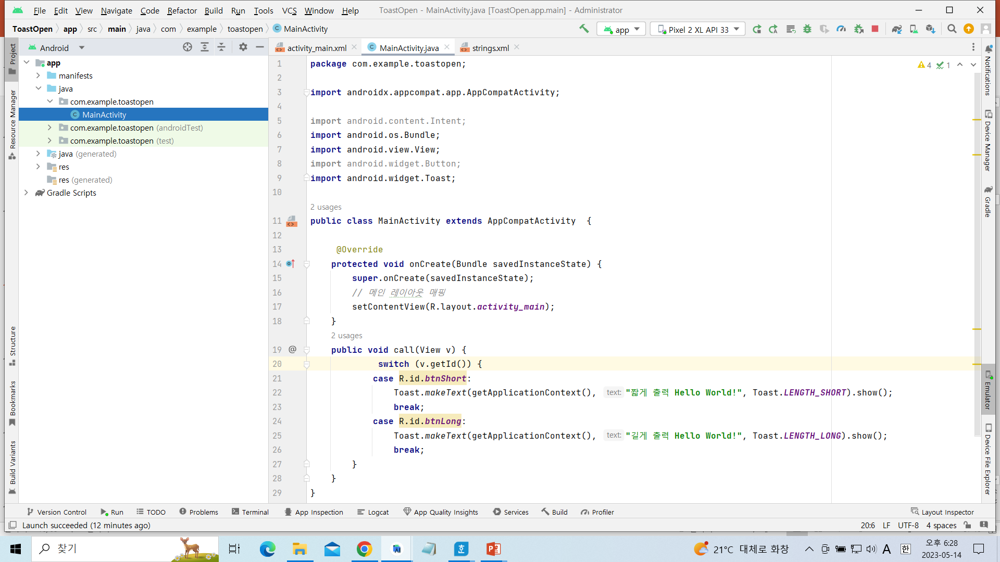 File Edit View Navigate Code Refactor Build Run Tools VCS Window Help ToastOpen - MainActivity.java [ToastOpen.app.main] - Administrator
ToastOpen app src main java com example toastopen MainActivity app Pixel 2 XL API 33
Android activity_main.xml MainActivity.java strings.xml
Project
Resource Manager
Structure
Bookmarks
Build Variants
app
manifests
java
com.example.toastopen
MainActivity
com.example.toastopen (androidTest)
com.example.toastopen (test)
java (generated)
res
res (generated)
Gradle Scripts
4 1
1 package com.example.toastopen;
2
3 import androidx.appcompat.app.AppCompatActivity;
4
5 import android.content.Intent;
6 import android.os.Bundle;
7 import android.view.View;
8 import android.widget.Button;
9 import android.widget.Toast;
10
2 usages
11 public class MainActivity extends AppCompatActivity {
12
13 @Override
14 protected void onCreate(Bundle savedInstanceState) {
15 super.onCreate(savedInstanceState);
16 // 메인 레이아웃 매핑
17 setContentView(R.layout.activity_main);
18 }
2 usages
19 @ public void call(View v) {
20 switch (v.getId()) {
21 case R.id.btnShort:
22 Toast.makeText(getApplicationContext(), text: "짧게 출력 Hello World!", Toast.LENGTH_SHORT).show();
23 break;
24 case R.id.btnLong:
25 Toast.makeText(getApplicationContext(), text: "길게 출력 Hello World!", Toast.LENGTH_LONG).show();
26 break;
27 }
28 }
29 }
Notifications
Device Manager
Gradle
Emulator
Device File Explorer
Version Control Run TODO Problems Terminal App Inspection Logcat App Quality Insights Services Build Profiler Layout Inspector
Launch succeeded (12 minutes ago) 20:6 LF UTF-8 4 spaces
찾기 21°C 대체로 화창 A 한 오후 6:28
2023-05-14